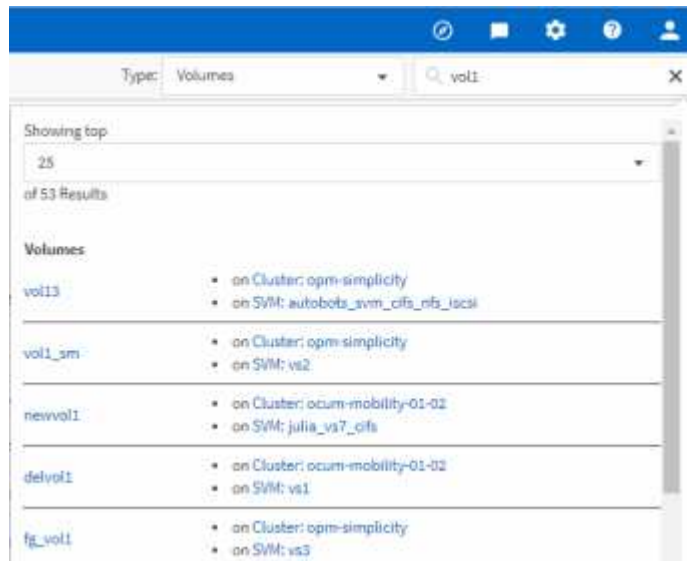 Type: Volumes vol1
Showing top
25
of 53 Results
Volumes
vol13
on Cluster: opm-simplicity
on SVM: autobots_svm_cifs_nfs_iscsi
vol1_sm
on Cluster: opm-simplicity
on SVM: vs2
newvol1
on Cluster: ocum-mobility-01-02
on SVM: julia_vs7_cifs
delvol1
on Cluster: ocum-mobility-01-02
on SVM: vs1
fg_vol1
on Cluster: opm-simplicity
on SVM: vs3